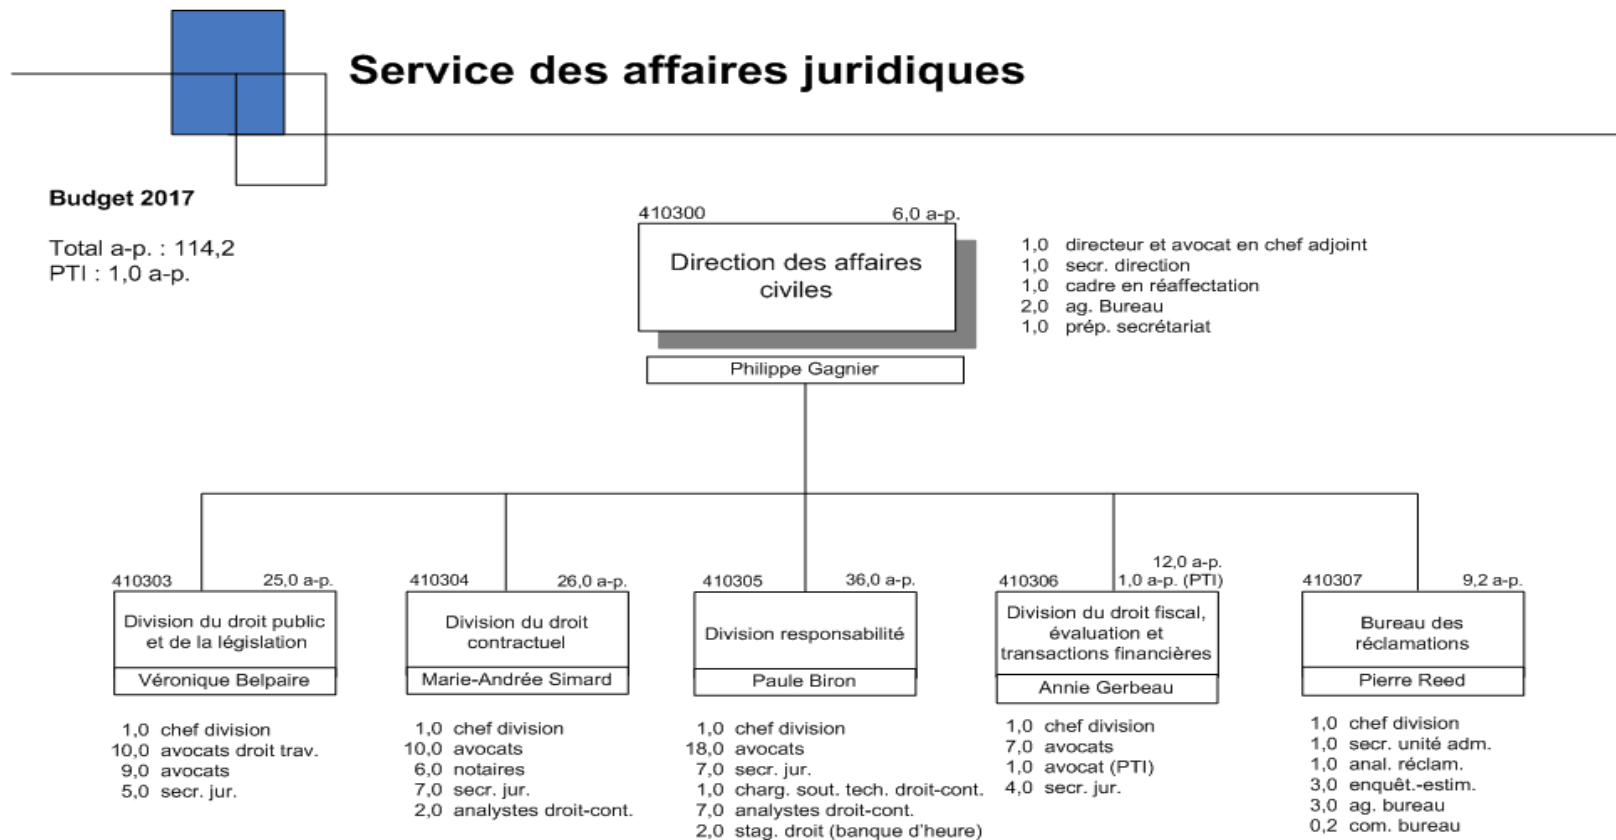 Service des affaires juridiques
Budget 2017
Total a-p. : 114,2
PTI : 1,0 a-p.
410300 6,0 a-p.
Direction des affaires
civiles
Philippe Gagnier
1,0 directeur et avocat en chef adjoint
1,0 secr. direction
1,0 cadre en réaffectation
2,0 ag. Bureau
1,0 prép. secrétariat
410303 25,0 a-p.
Division du droit public
et de la législation
Véronique Belpaire
1,0 chef division
10,0 avocats droit trav.
9,0 avocats
5,0 secr. jur.
410304 26,0 a-p.
Division du droit
contractuel
Marie-Andrée Simard
1,0 chef division
10,0 avocats
6,0 notaires
7,0 secr. jur.
2,0 analystes droit-cont.
410305 36,0 a-p.
Division responsabilité
Paule Biron
1,0 chef division
18,0 avocats
7,0 secr. jur.
1,0 charg. sout. tech. droit-cont.
7,0 analystes droit-cont.
2,0 stag. droit (banque d'heure)
12,0 a-p.
410306 1,0 a-p. (PTI)
Division du droit fiscal,
évaluation et
transactions financières
Annie Gerbeau
1,0 chef division
7,0 avocats
1,0 avocat (PTI)
4,0 secr. jur.
410307 9,2 a-p.
Bureau des
réclamations
Pierre Reed
1,0 chef division
1,0 secr. unité adm.
1,0 anal. réclam.
3,0 enquêt.-estim.
3,0 ag. bureau
0,2 com. bureau